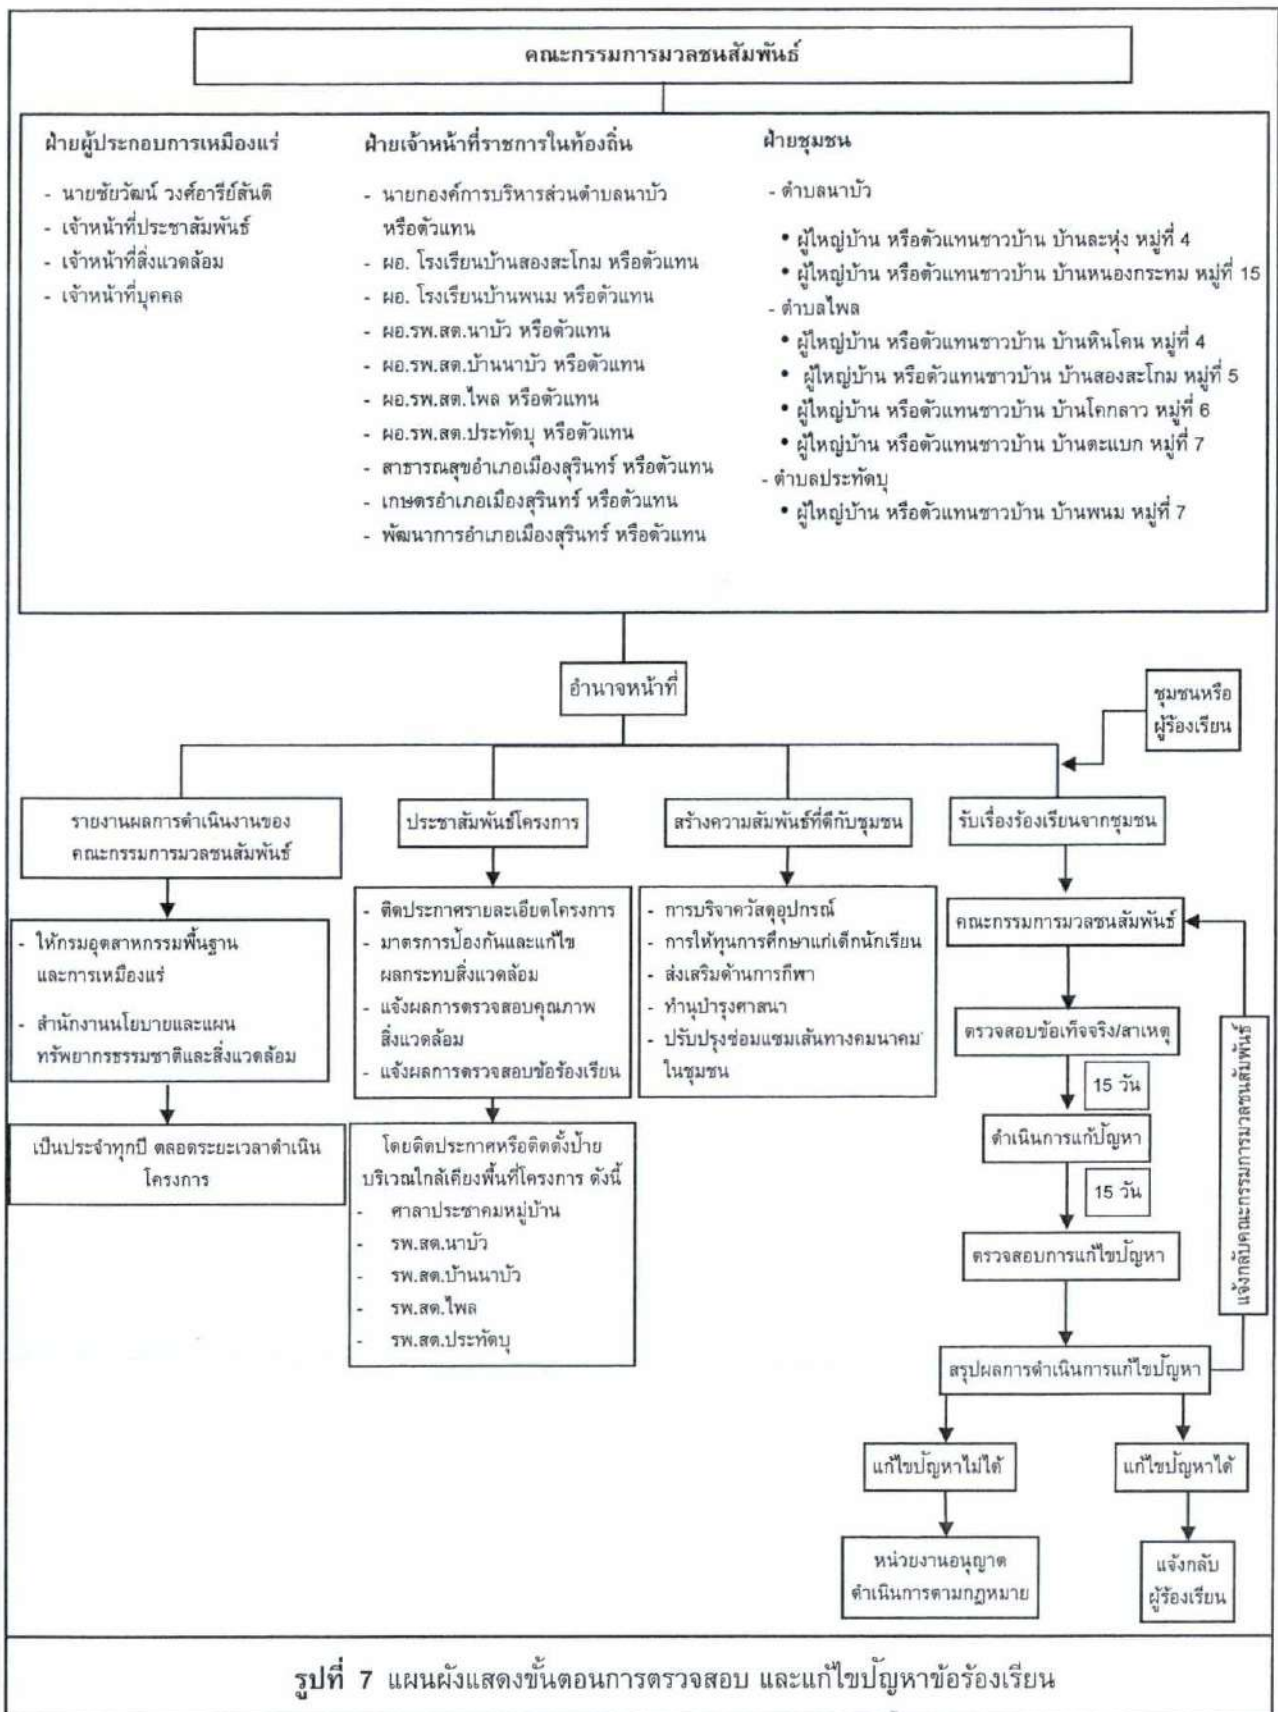 คณะกรรมการมวลชนสัมพันธ์
ฝ่ายผู้ประกอบการเหมืองแร่
- นายชัยวัฒน์ วงศ์อารีย์สันติ
- เจ้าหน้าที่ประชาสัมพันธ์
- เจ้าหน้าที่สิ่งแวดล้อม
- เจ้าหน้าที่บุคคล
ฝ่ายเจ้าหน้าที่ราชการในท้องถิ่น
- นายกองค์การบริหารส่วนตำบลนาบัว
หรือตัวแทน
- ผอ. โรงเรียนบ้านสองสะโกม หรือตัวแทน
- ผอ. โรงเรียนบ้านพนม หรือตัวแทน
- ผอ.รพ.สต.นาบัว หรือตัวแทน
- ผอ.รพ.สต.บ้านนาบัว หรือตัวแทน
- ผอ.รพ.สต.ไพล หรือตัวแทน
- ผอ.รพ.สต.ประทัดบุ หรือตัวแทน
- สาธารณสุขอำเภอเมืองสุรินทร์ หรือตัวแทน
- เกษตรอำเภอเมืองสุรินทร์ หรือตัวแทน
- พัฒนาการอำเภอเมืองสุรินทร์ หรือตัวแทน
ฝ่ายชุมชน
- ตำบลนาบัว
• ผู้ใหญ่บ้าน หรือตัวแทนชาวบ้าน บ้านละหุ่ง หมู่ที่ 4
• ผู้ใหญ่บ้าน หรือตัวแทนชาวบ้าน บ้านหนองกระทม หมู่ที่ 15
- ตำบลไพล
• ผู้ใหญ่บ้าน หรือตัวแทนชาวบ้าน บ้านหินโคน หมู่ที่ 4
• ผู้ใหญ่บ้าน หรือตัวแทนชาวบ้าน บ้านสองสะโกม หมู่ที่ 5
• ผู้ใหญ่บ้าน หรือตัวแทนชาวบ้าน บ้านโคกลาว หมู่ที่ 6
• ผู้ใหญ่บ้าน หรือตัวแทนชาวบ้าน บ้านตะแบก หมู่ที่ 7
- ตำบลประทัดบุ
• ผู้ใหญ่บ้าน หรือตัวแทนชาวบ้าน บ้านพนม หมู่ที่ 7
อำนาจหน้าที่
ชุมชนหรือ
ผู้ร้องเรียน
รายงานผลการดำเนินงานของ
คณะกรรมการมวลชนสัมพันธ์
- ให้กรมอุตสาหกรรมพื้นฐาน
และการเหมืองแร่
- สำนักงานนโยบายและแผน
ทรัพยากรธรรมชาติและสิ่งแวดล้อม
เป็นประจำทุกปี ตลอดระยะเวลาดำเนิน
โครงการ
ประชาสัมพันธ์โครงการ
- ติดประกาศรายละเอียดโครงการ
- มาตรการป้องกันและแก้ไข
ผลกระทบสิ่งแวดล้อม
- แจ้งผลการตรวจสอบคุณภาพ
สิ่งแวดล้อม
- แจ้งผลการตรวจสอบข้อร้องเรียน
โดยติดประกาศหรือติดตั้งป้าย
บริเวณใกล้เคียงพื้นที่โครงการ ดังนี้
- ศาลาประชาคมหมู่บ้าน
- รพ.สต.นาบัว
- รพ.สต.บ้านนาบัว
- รพ.สต.ไพล
- รพ.สต.ประทัดบุ
สร้างความสัมพันธ์ที่ดีกับชุมชน
- การบริจาควัสดุอุปกรณ์
- การให้ทุนการศึกษาแก่เด็กนักเรียน
- ส่งเสริมด้านการกีฬา
- ทำนุบำรุงศาสนา
- ปรับปรุงซ่อมแซมเส้นทางคมนาคม
ในชุมชน
รับเรื่องร้องเรียนจากชุมชน
คณะกรรมการมวลชนสัมพันธ์
ตรวจสอบข้อเท็จจริง/สาเหตุ
15 วัน
ดำเนินการแก้ปัญหา
15 วัน
ตรวจสอบการแก้ไขปัญหา
สรุปผลการดำเนินการแก้ไขปัญหา
แจ้งกลับคณะกรรมการมวลชนสัมพันธ์
แก้ไขปัญหาไม่ได้
แก้ไขปัญหาได้
หน่วยงานอนุญาต
ดำเนินการตามกฎหมาย
แจ้งกลับ
ผู้ร้องเรียน
รูปที่ 7 แผนผังแสดงขั้นตอนการตรวจสอบ และแก้ไขปัญหาข้อร้องเรียน